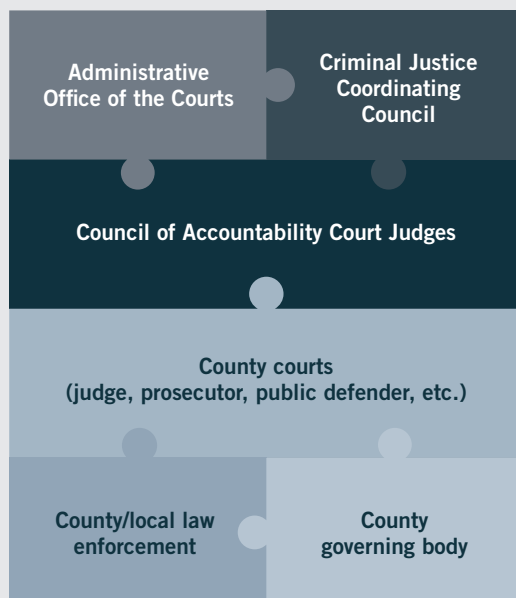 Administrative
Office of the Courts
Criminal Justice
Coordinating
Council
Council of Accountability Court Judges
County courts
(judge, prosecutor, public defender, etc.)
County/local law
enforcement
County
governing body